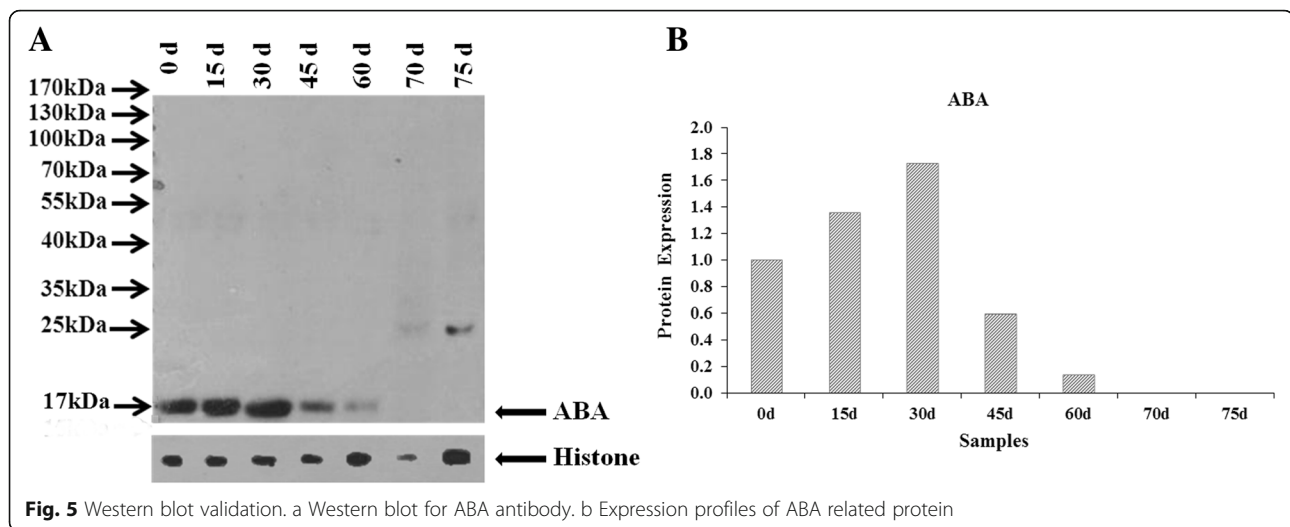 A
0 d 15 d 30 d 45 d 60 d 70 d 75 d
170kDa
130kDa
100kDa
70kDa
55kDa
40kDa
35kDa
25kDa
17kDa
ABA
Histone
B
ABA
Protein Expression
2.0
1.8
1.6
1.4
1.2
1.0
0.8
0.6
0.4
0.2
0.0
0d 15d 30d 45d 60d 70d 75d
Samples
Fig. 5 Western blot validation. a Western blot for ABA antibody. b Expression profiles of ABA related protein